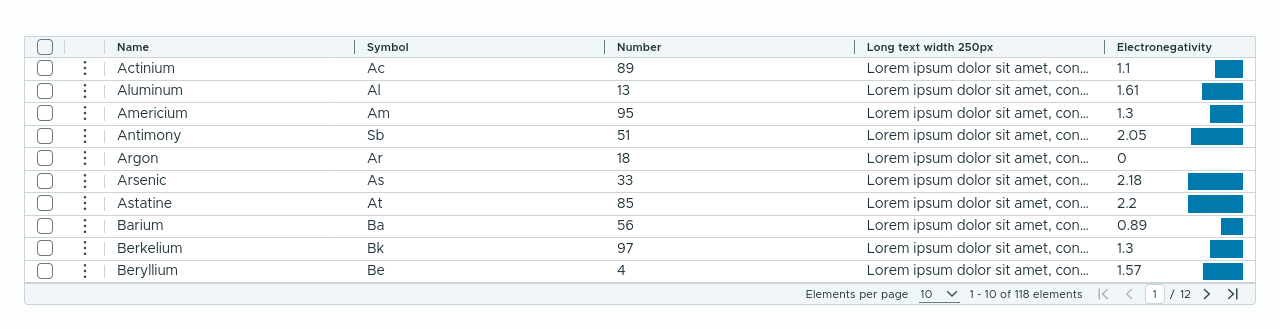 Name Symbol Number Long text width 250px Electronegativity
Actinium Ac 89 Lorem ipsum dolor sit amet, con... 1.1
Aluminum Al 13 Lorem ipsum dolor sit amet, con... 1.61
Americium Am 95 Lorem ipsum dolor sit amet, con... 1.3
Antimony Sb 51 Lorem ipsum dolor sit amet, con... 2.05
Argon Ar 18 Lorem ipsum dolor sit amet, con... 0
Arsenic As 33 Lorem ipsum dolor sit amet, con... 2.18
Astatine At 85 Lorem ipsum dolor sit amet, con... 2.2
Barium Ba 56 Lorem ipsum dolor sit amet, con... 0.89
Berkelium Bk 97 Lorem ipsum dolor sit amet, con... 1.3
Beryllium Be 4 Lorem ipsum dolor sit amet, con... 1.57
Elements per page 10 1 - 10 of 118 elements 1 / 12